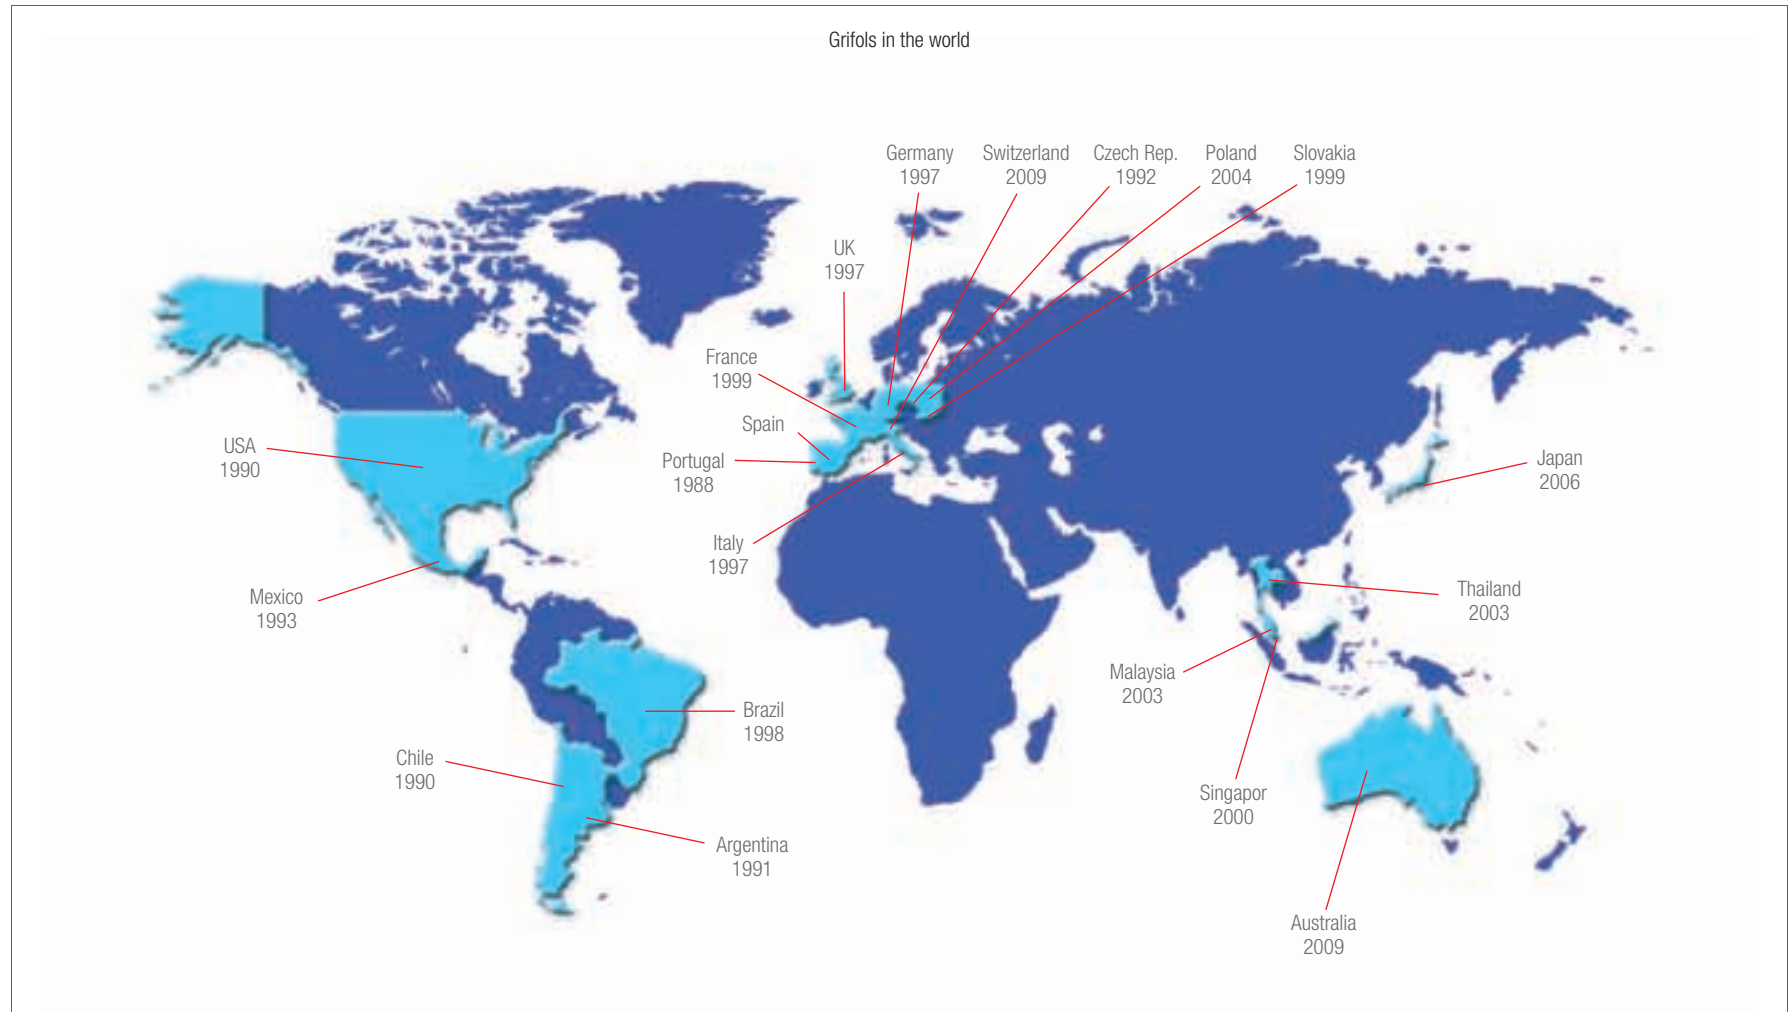 Grifols in the world
Germany
1997
Switzerland
2009
Czech Rep.
1992
Poland
2004
Slovakia
1999
UK
1997
France
1999
Spain
Portugal
1988
Italy
1997
USA
1990
Mexico
1993
Brazil
1998
Chile
1990
Argentina
1991
Japan
2006
Thailand
2003
Malaysia
2003
Singapor
2000
Australia
2009